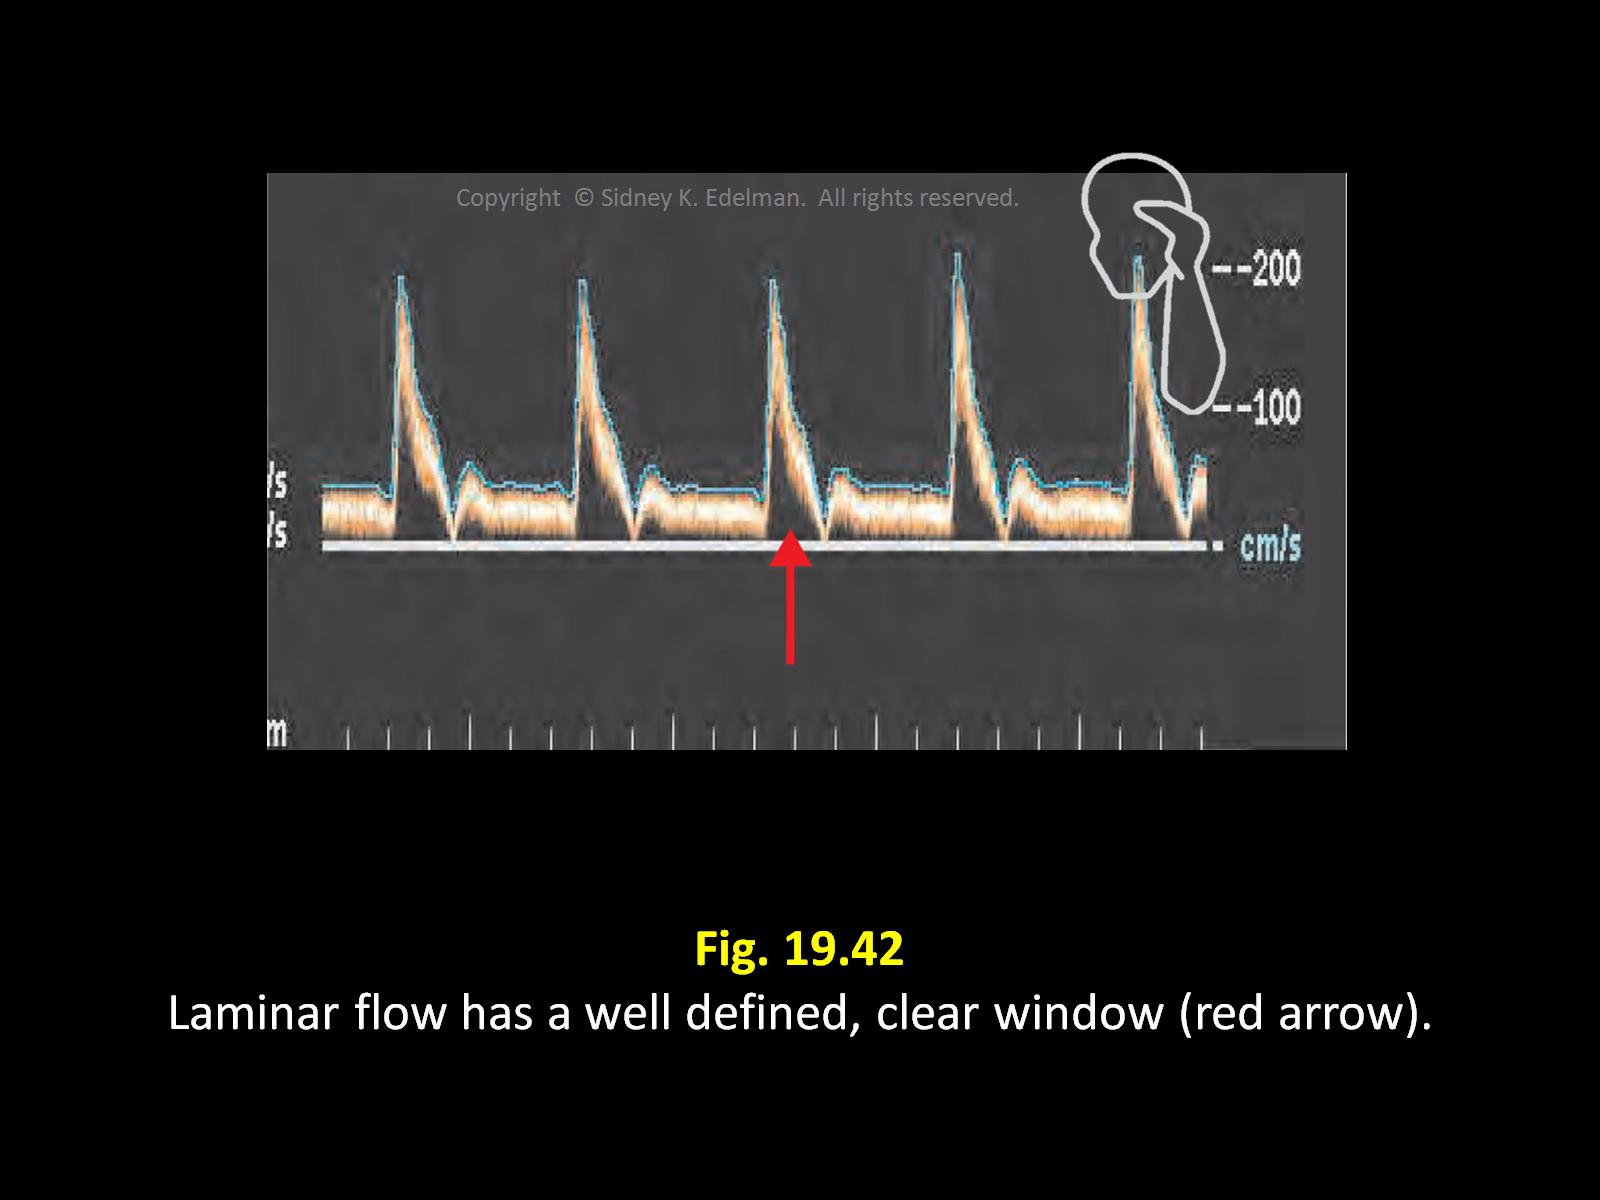 Copyright © Sidney K. Edelman. All rights reserved.
--200
--100
/s
/s
cm/s
m
Fig. 19.42
Laminar flow has a well defined, clear window (red arrow).